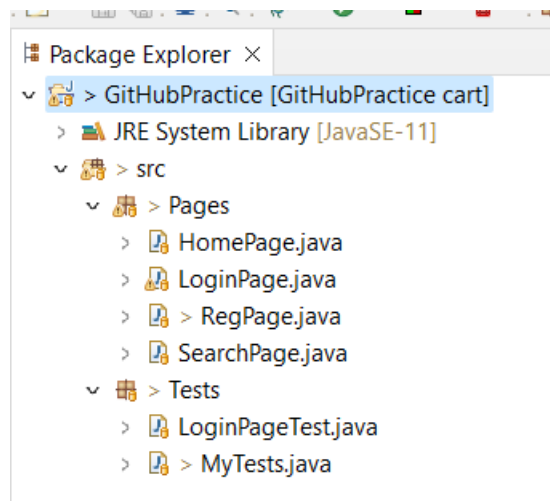 Package Explorer ×
> GitHubPractice [GitHubPractice cart]
JRE System Library [JavaSE-11]
> src
> Pages
HomePage.java
LoginPage.java
> RegPage.java
SearchPage.java
> Tests
LoginPageTest.java
> MyTests.java